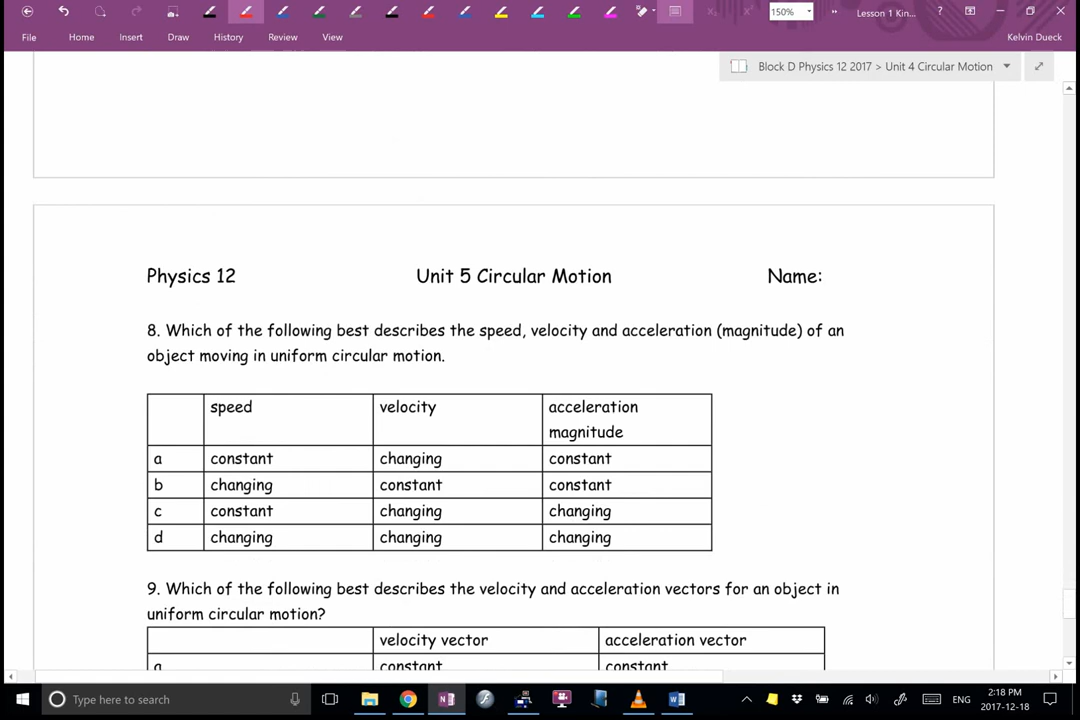 150%
Lesson 1 Kin...
File Home Insert Draw History Review View Kelvin Dueck
Block D Physics 12 2017 > Unit 4 Circular Motion
Physics 12 Unit 5 Circular Motion Name:
8. Which of the following best describes the speed, velocity and acceleration (magnitude) of an
object moving in uniform circular motion.
speed velocity acceleration
magnitude
a constant changing constant
b changing constant constant
c constant changing changing
d changing changing changing
9. Which of the following best describes the velocity and acceleration vectors for an object in
uniform circular motion?
velocity vector acceleration vector
a constant constant
Type here to search
ENG
2:18 PM
2017-12-18